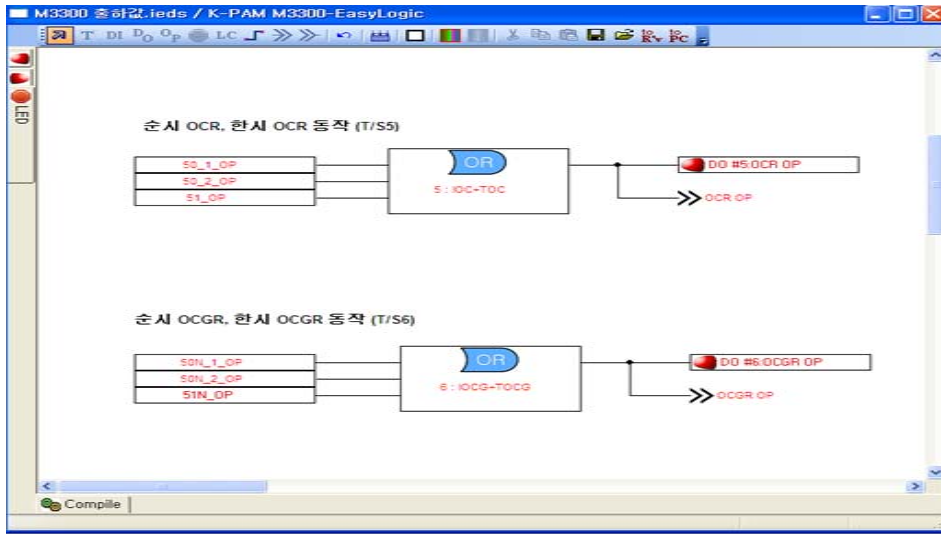 M3300 출하값.ieds / K-PAM M3300-EasyLogic
T DI DO OP LC
LED
순시 OCR, 한시 OCR 동작 (T/S5)
50_1_OP
50_2_OP
51_OP
OR
5 : IOC+TOC
DO #5:OCR OP
OCR OP
순시 OCGR, 한시 OCGR 동작 (T/S6)
50N_1_OP
50N_2_OP
51N_OP
OR
6 : IOCG+TOCG
DO #6:OCGR OP
OCGR OP
Compile